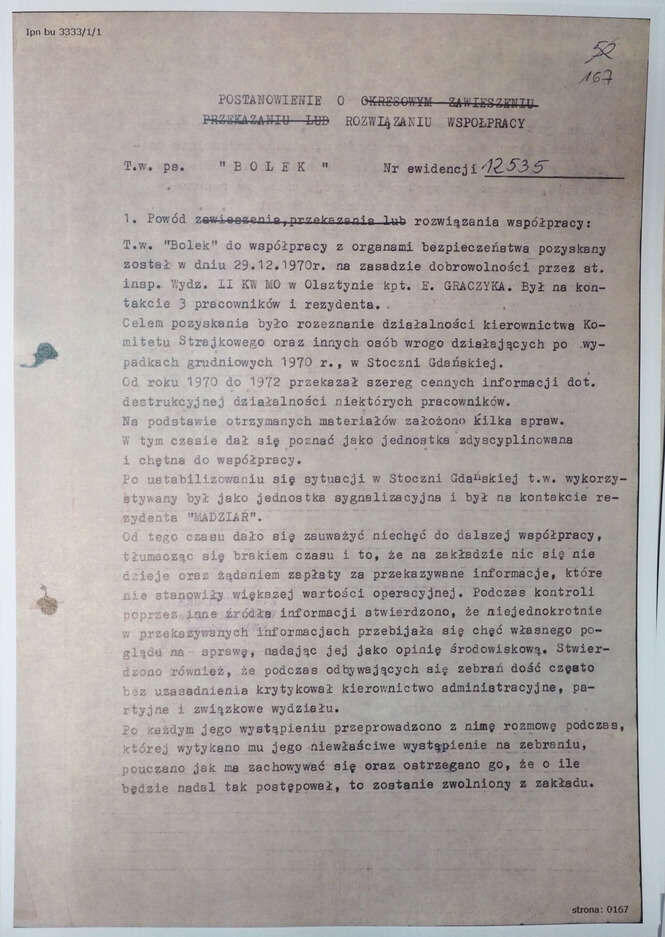 Ipn bu 3333/1/1
52
167
POSTANOWIENIE O OKRESOWYM ZAWIESZENIU
PRZEKAZANIU LUB ROZWIĄZANIU WSPÓŁPRACY
T.w. ps. "BOLEK" Nr ewidencji 12535
1. Powód zawieszenia,przekazania lub rozwiązania współpracy:
T.w. "Bolek" do współpracy z organami bezpieczeństwa pozyskany
został w dniu 29.12.1970r. na zasadzie dobrowolności przez st.
insp. Wydz. II KW MO w Olsztynie kpt. E. GRACZYKA. Był na kon-
takcie 3 pracowników i rezydenta.
Celem pozyskania było rozeznanie działalności kierownictwa Ko-
mitetu Strajkowego oraz innych osób wrogo działających po wy-
padkach grudniowych 1970 r., w Stoczni Gdańskiej.
Od roku 1970 do 1972 przekazał szereg cennych informacji dot.
destrukcyjnej działalności niektórych pracowników.
Na podstawie otrzymanych materiałów założono kilka spraw.
W tym czasie dał się poznać jako jednostka zdyscyplinowana
i chętna do współpracy.
Po ustabilizowaniu się sytuacji w Stoczni Gdańskiej t.w. wykorzy-
stywany był jako jednostka sygnalizacyjna i był na kontakcie re-
zydenta "MADZIAR".
Od tego czasu dało się zauważyć niechęć do dalszej współpracy,
tłumacząc się brakiem czasu i to, że na zakładzie nic się nie
dzieje oraz żądaniem zapłaty za przekazywane informacje, które
nie stanowiły większej wartości operacyjnej. Podczas kontroli
poprzez inne źródła informacji stwierdzono, że niejednokrotnie
w przekazywanych informacjach przebijała się chęć własnego po-
glądu na sprawę, nadając jej jako opinię środowiskową. Stwier-
dzono również, że podczas odbywających się zebrań dość często
bez uzasadnienia krytykował kierownictwo administracyjne, pa-
rtyjne i związkowe wydziału.
Po każdym jego wystąpieniu przeprowadzono z nimę rozmowę podczas,
której wytykano mu jego niewłaściwe wystąpienie na zebraniu,
pouczano jak ma zachowywać się oraz ostrzegano go, że o ile
będzie nadal tak postępował, to zostanie zwolniony z zakładu.
strona: 0167